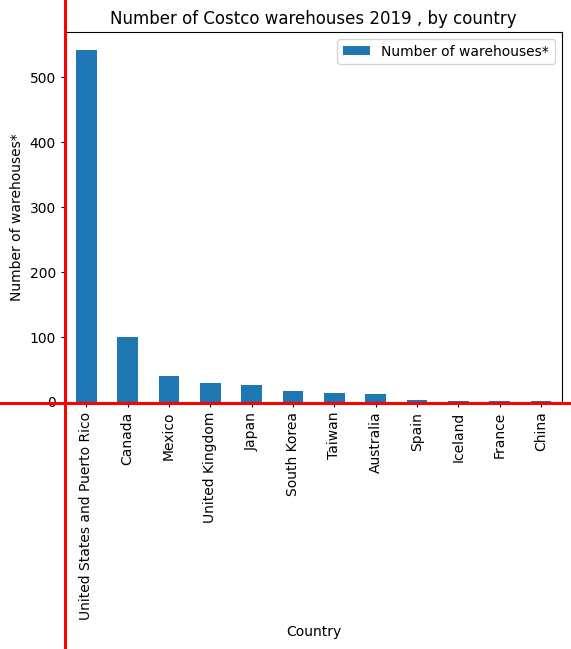 Number of Costco warehouses 2019 , by country
Number of warehouses*
Number of warehouses*
500
400
300
200
100
0
United States and Puerto Rico
Canada
Mexico
United Kingdom
Japan
South Korea
Taiwan
Australia
Spain
Iceland
France
China
Country